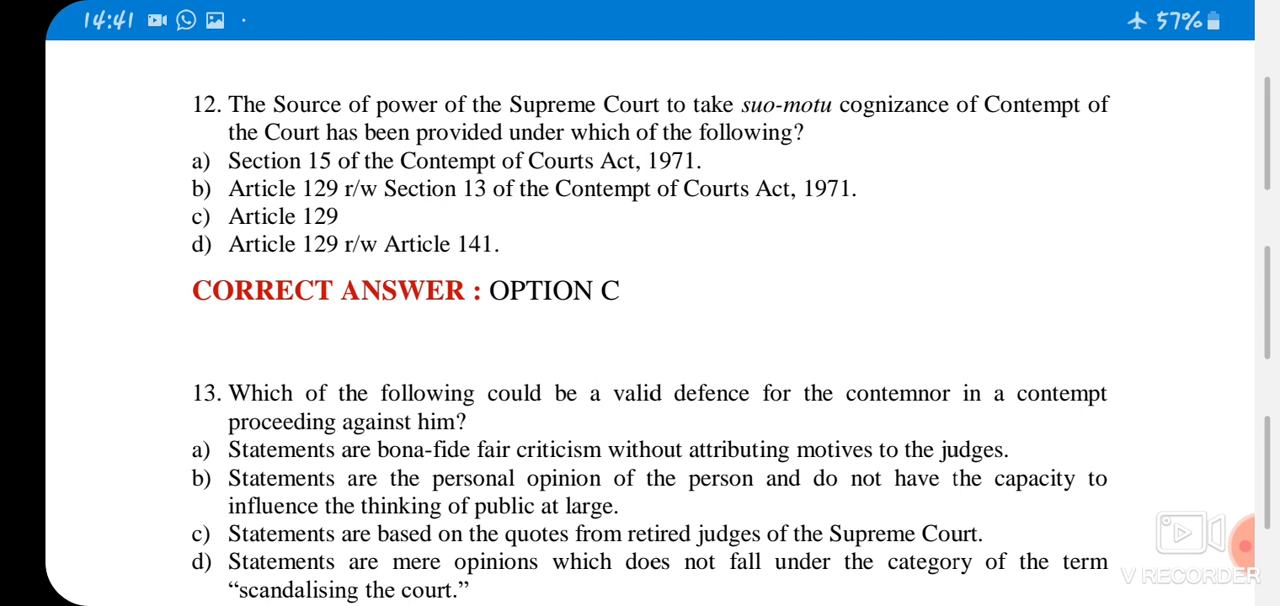 14:41
57%
12. The Source of power of the Supreme Court to take suo-motu cognizance of Contempt of
the Court has been provided under which of the following?
a) Section 15 of the Contempt of Courts Act, 1971.
b) Article 129 r/w Section 13 of the Contempt of Courts Act, 1971.
c) Article 129
d) Article 129 r/w Article 141.
CORRECT ANSWER : OPTION C
13. Which of the following could be a valid defence for the contemnor in a contempt
proceeding against him?
a) Statements are bona-fide fair criticism without attributing motives to the judges.
b) Statements are the personal opinion of the person and do not have the capacity to
influence the thinking of public at large.
c) Statements are based on the quotes from retired judges of the Supreme Court.
d) Statements are mere opinions which does not fall under the category of the term
“scandalising the court.”
V RECORDER